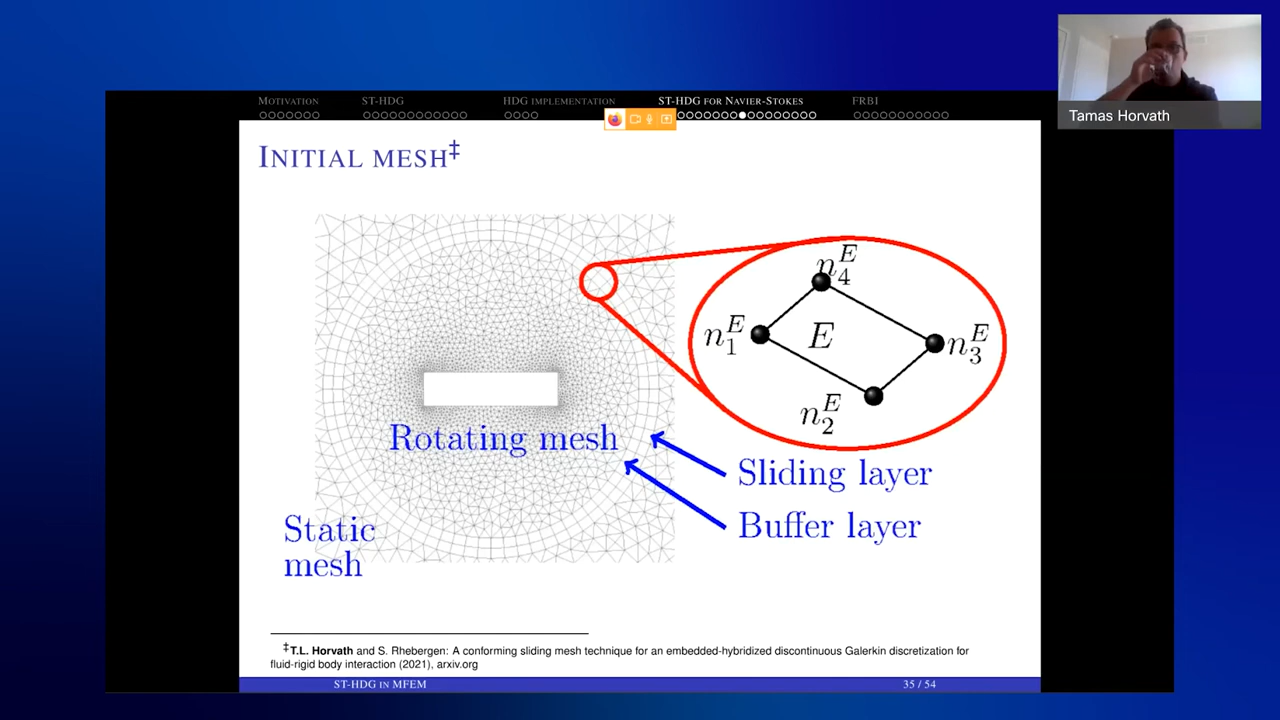 Tamas Horvath
MOTIVATION ST-HDG HDG IMPLEMENTATION ST-HDG FOR NAVIER-STOKES FRBI
INITIAL MESH‡
n₄ᴱ
n₁ᴱ E n₃ᴱ
n₂ᴱ
Rotating mesh
Sliding layer
Buffer layer
Static
mesh
‡T.L. Horvath and S. Rhebergen: A conforming sliding mesh technique for an embedded-hybridized discontinuous Galerkin discretization for
fluid-rigid body interaction (2021), arxiv.org
ST-HDG IN MFEM 35 / 54